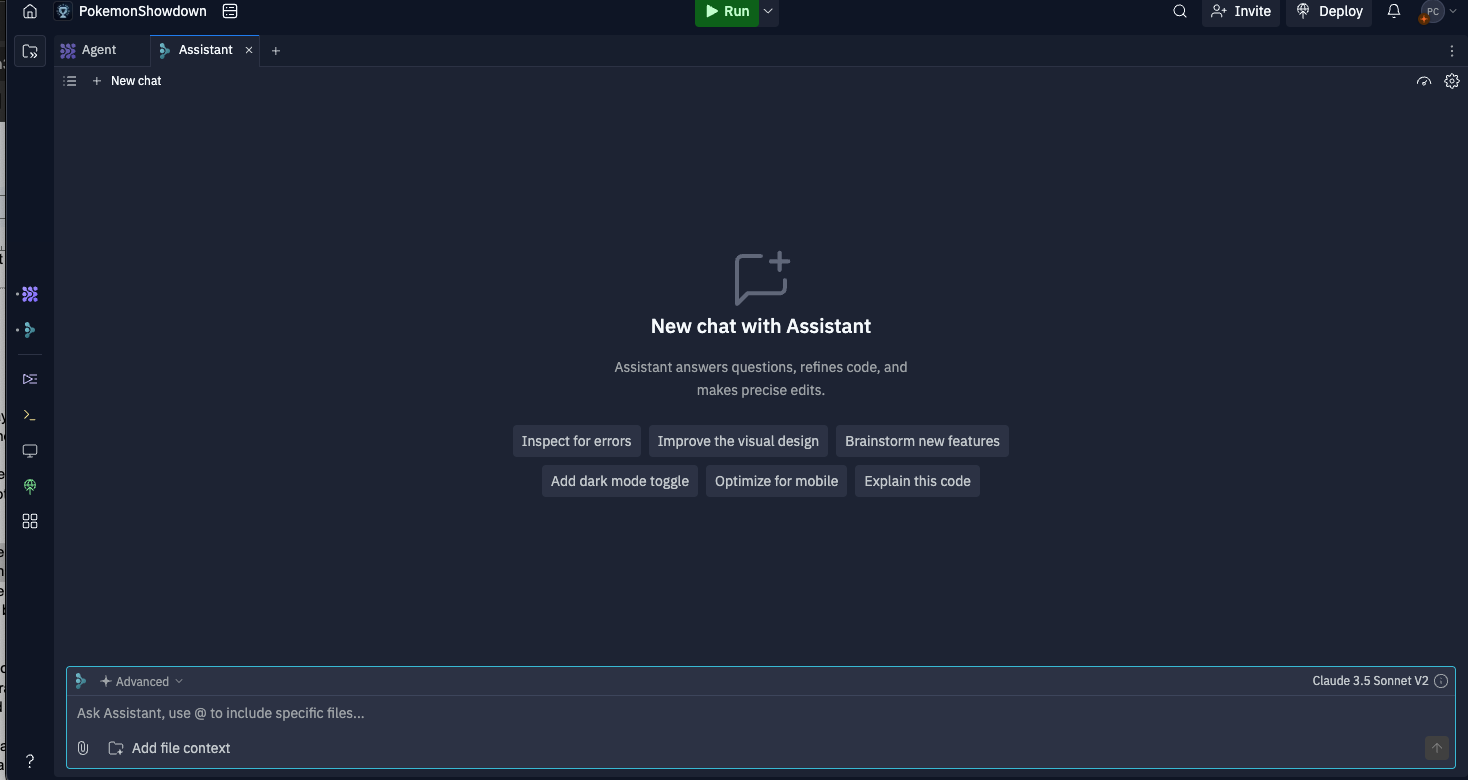 PokemonShowdown
Run
Invite
Deploy
PC
Agent
Assistant
New chat
New chat with Assistant
Assistant answers questions, refines code, and
makes precise edits.
Inspect for errors
Improve the visual design
Brainstorm new features
Add dark mode toggle
Optimize for mobile
Explain this code
Advanced
Claude 3.5 Sonnet V2
Ask Assistant, use @ to include specific files...
Add file context
?